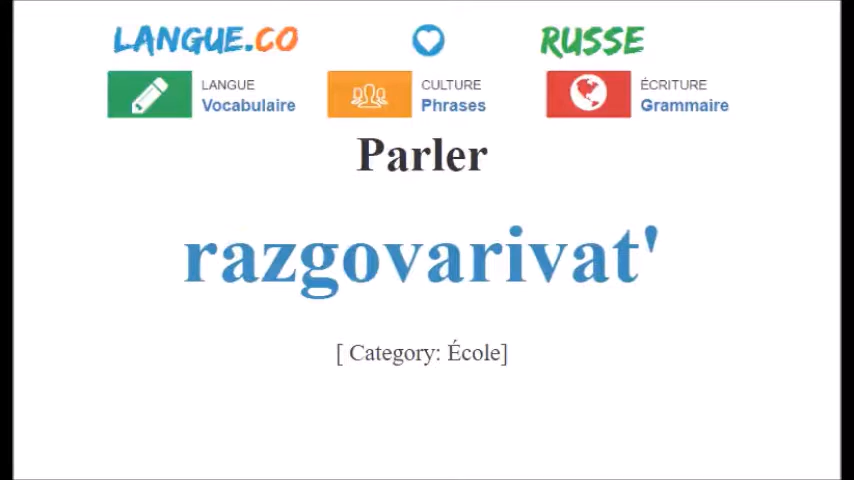 LANGUE.CO RUSSE
LANGUE CULTURE ÉCRITURE
Vocabulaire Phrases Grammaire
Parler
razgovarivat'
[ Category: École]